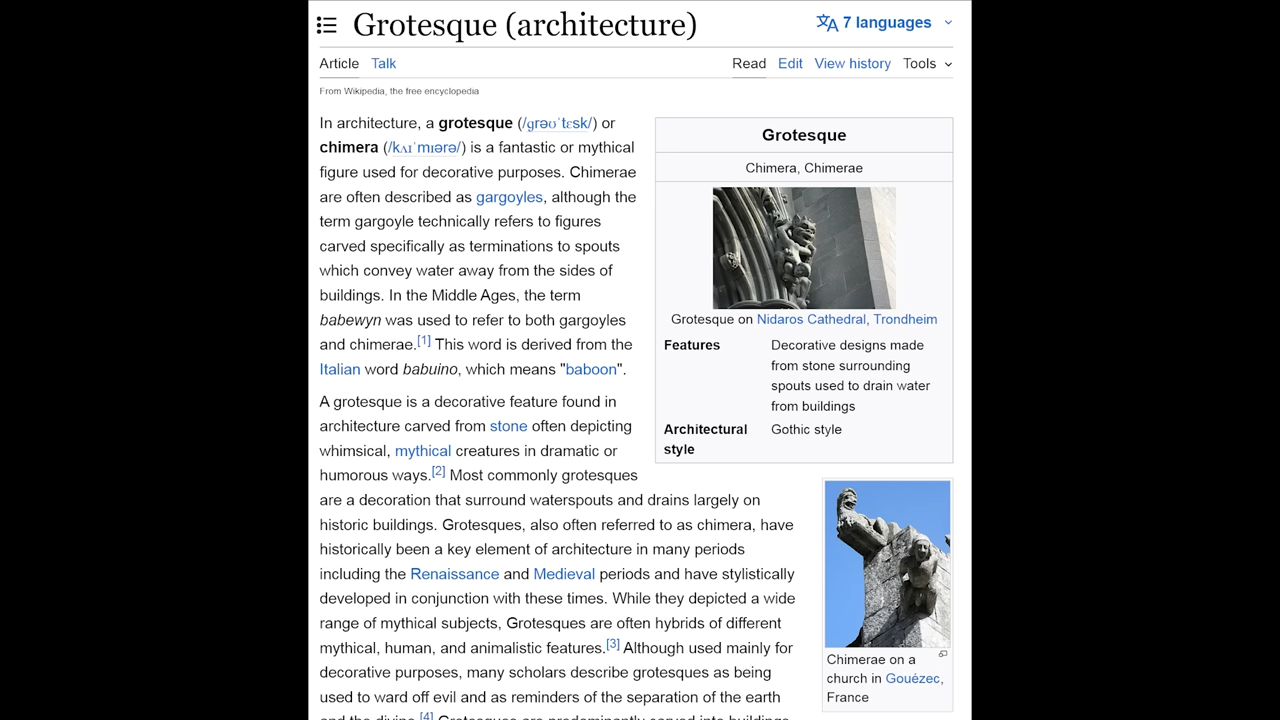 Grotesque (architecture)
7 languages
Article Talk
Read Edit View history Tools
From Wikipedia, the free encyclopedia
In architecture, a grotesque (/ɡroʊˈtɛsk/) or
chimera (/kaɪˈmɪərə/) is a fantastic or mythical
figure used for decorative purposes. Chimerae
are often described as gargoyles, although the
term gargoyle technically refers to figures
carved specifically as terminations to spouts
which convey water away from the sides of
buildings. In the Middle Ages, the term
babewyn was used to refer to both gargoyles
and chimerae.[1] This word is derived from the
Italian word babuino, which means "baboon".
A grotesque is a decorative feature found in
architecture carved from stone often depicting
whimsical, mythical creatures in dramatic or
humorous ways.[2] Most commonly grotesques
are a decoration that surround waterspouts and drains largely on
historic buildings. Grotesques, also often referred to as chimera, have
historically been a key element of architecture in many periods
including the Renaissance and Medieval periods and have stylistically
developed in conjunction with these times. While they depicted a wide
range of mythical subjects, Grotesques are often hybrids of different
mythical, human, and animalistic features.[3] Although used mainly for
decorative purposes, many scholars describe grotesques as being
used to ward off evil and as reminders of the separation of the earth
and the divine.[4] Grotesques are predominantly carved into buildings
Grotesque
Chimera, Chimerae
Grotesque on Nidaros Cathedral, Trondheim
Features Decorative designs made
from stone surrounding
spouts used to drain water
from buildings
Architectural Gothic style
style
Chimerae on a
church in Gouézec,
France